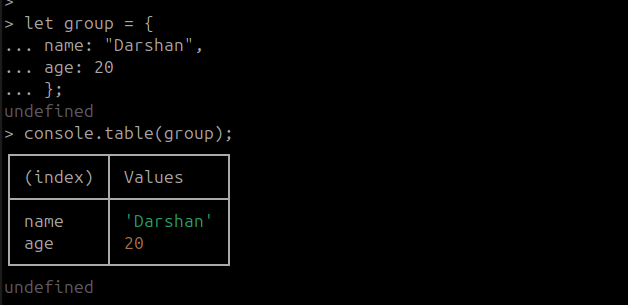 >
> let group = {
... name: "Darshan",
... age: 20
... };
undefined
> console.table(group);
(index) Values
name 'Darshan'
age 20
undefined